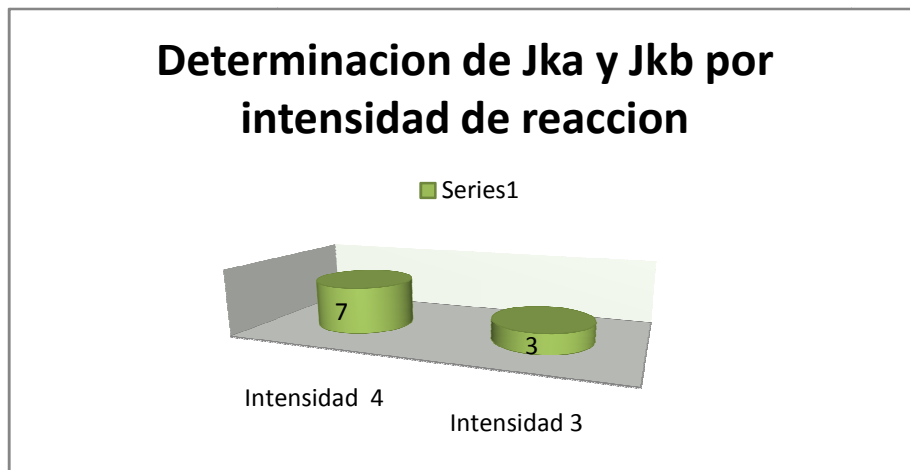 Determinacion de Jka y Jkb por
intensidad de reaccion
Series1
7
3
Intensidad 4
Intensidad 3